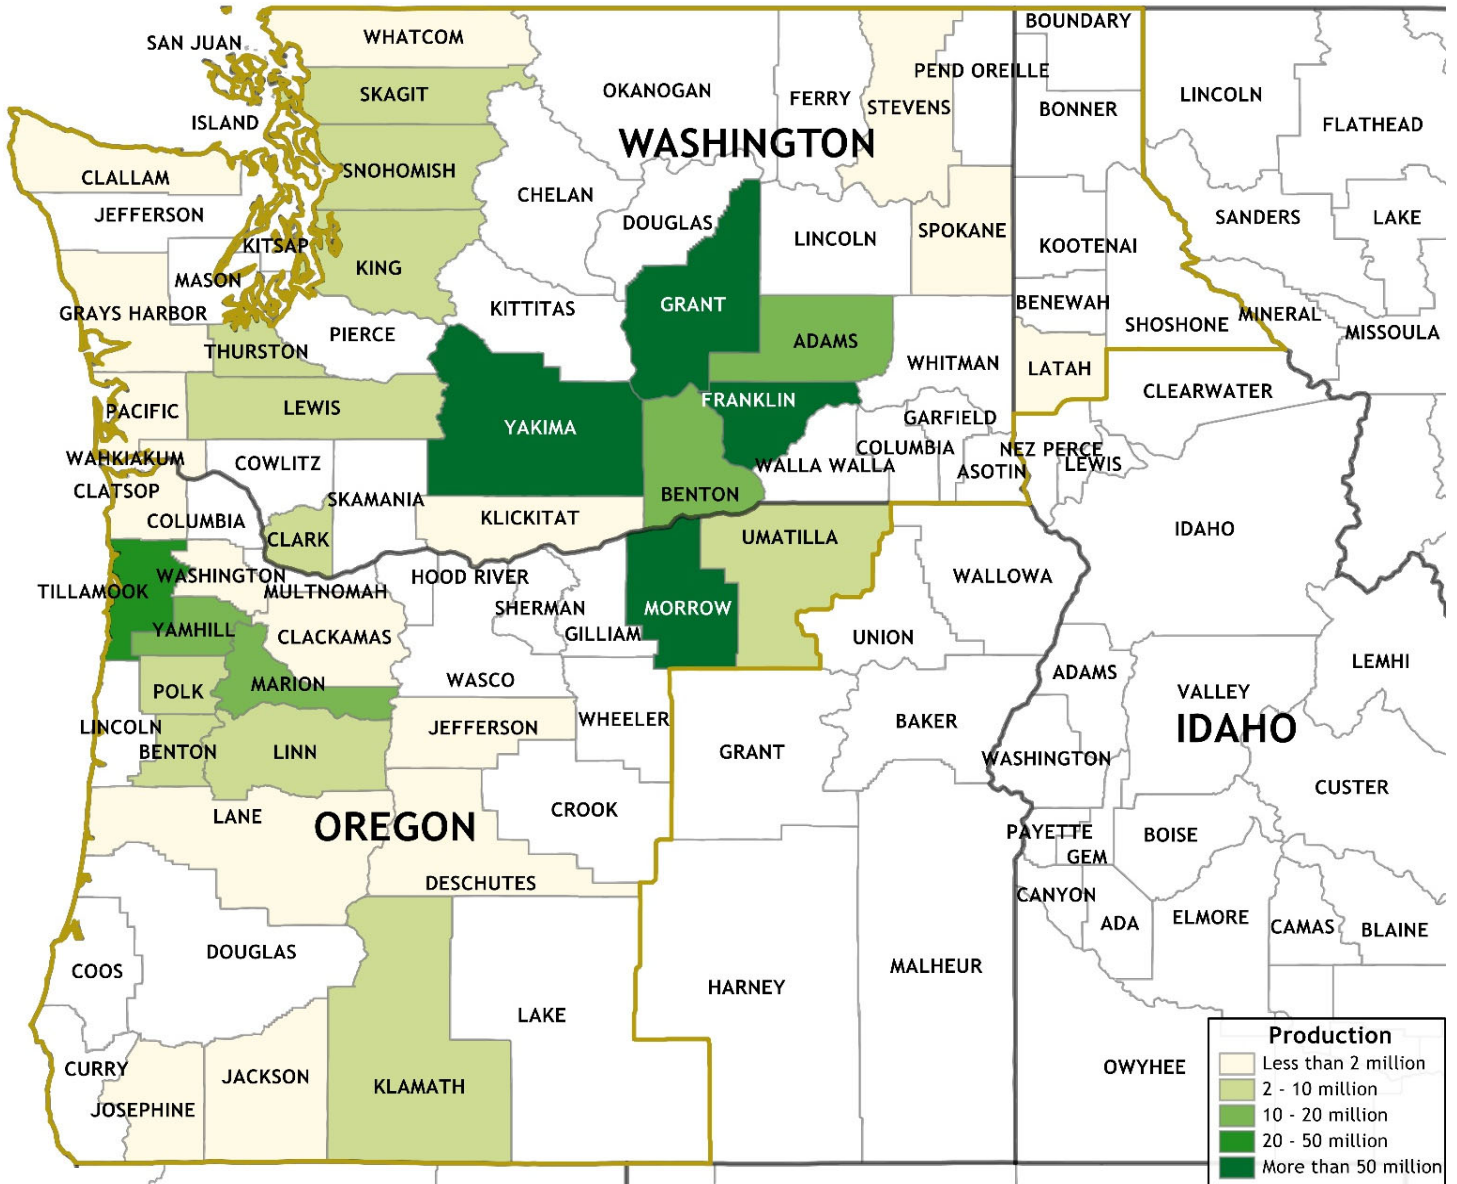 BOUNDARY
WHATCOM
SAN JUAN
PEND OREILLE
OKANOGAN
SKAGIT
FERRY
STEVENS
BONNER
LINCOLN
ISLAND
FLATHEAD
WASHINGTON
SNOHOMISH
CLALLAM
CHELAN
JEFFERSON
DOUGLAS
SANDERS
LAKE
SPOKANE
LINCOLN
KITSAP
KOOTENAI
KING
MASON
GRANT
BENEWAH
KITTITAS
GRAYS HARBOR
MINERAL
SHOSHONE
PIERCE
MISSOULA
ADAMS
THURSTON
WHITMAN
LATAH
CLEARWATER
FRANKLIN
LEWIS
PACIFIC
GARFIELD
YAKIMA
COLUMBIA
NEZ PERCE
WAHKIAKUM
COWLITZ
WALLA WALLA
LEWIS
ASOTIN
CLATSOP
BENTON
SKAMANIA
KLICKITAT
COLUMBIA
IDAHO
UMATILLA
CLARK
WASHINGTON
HOOD RIVER
WALLOWA
TILLAMOOK
MULTNOMAH
SHERMAN
MORROW
YAMHILL
GILLIAM
CLACKAMAS
UNION
LEMHI
ADAMS
WASCO
MARION
POLK
VALLEY
WHEELER
BAKER
LINCOLN
JEFFERSON
IDAHO
BENTON
LINN
GRANT
WASHINGTON
CUSTER
CROOK
LANE
OREGON
PAYETTE
BOISE
GEM
DESCHUTES
CANYON
ELMORE
ADA
CAMAS
BLAINE
DOUGLAS
MALHEUR
COOS
HARNEY
LAKE
Production
Less than 2 million
CURRY
OWYHEE
JACKSON
KLAMATH
2 - 10 million
JOSEPHINE
10 - 20 million
20 - 50 million
More than 50 million